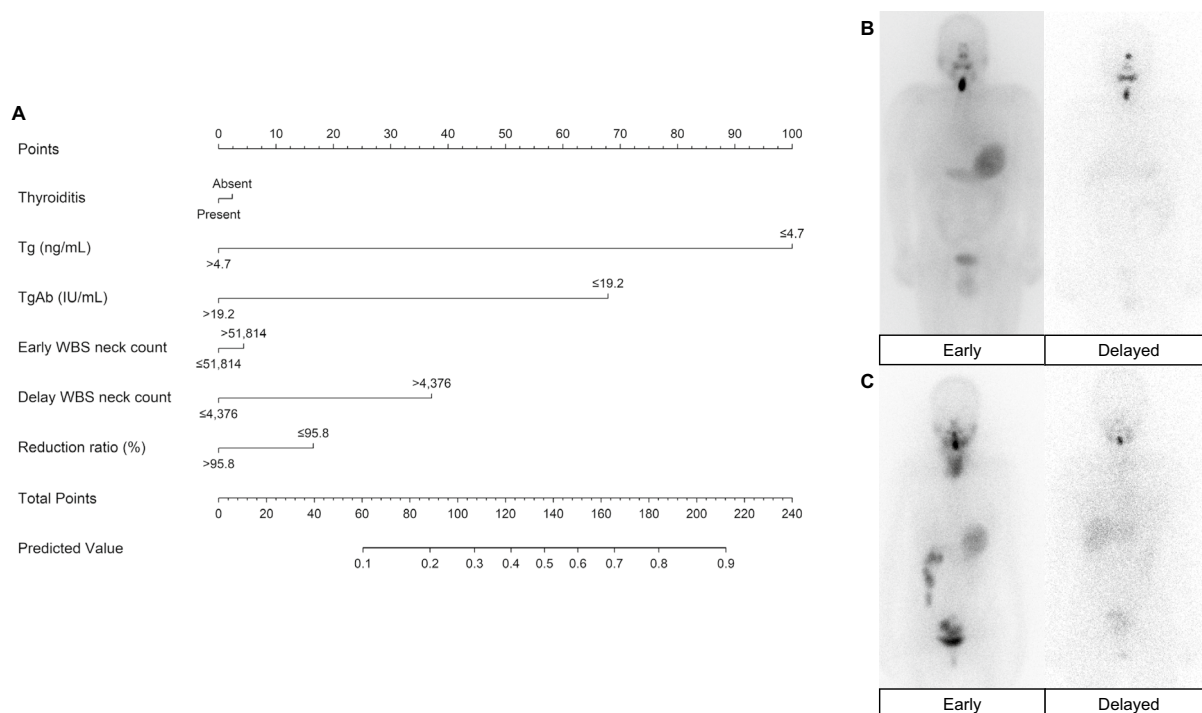 A
Points
0 10 20 30 40 50 60 70 80 90 100
Thyroiditis
Absent
Present
Tg (ng/mL)
≤4.7
>4.7
TgAb (IU/mL)
≤19.2
>19.2
Early WBS neck count
>51,814
≤51,814
Delay WBS neck count
>4,376
≤4,376
Reduction ratio (%)
≤95.8
>95.8
Total Points
0 20 40 60 80 100 120 140 160 180 200 220 240
Predicted Value
0.1 0.2 0.3 0.4 0.5 0.6 0.7 0.8 0.9
B
Early Delayed
C
Early Delayed